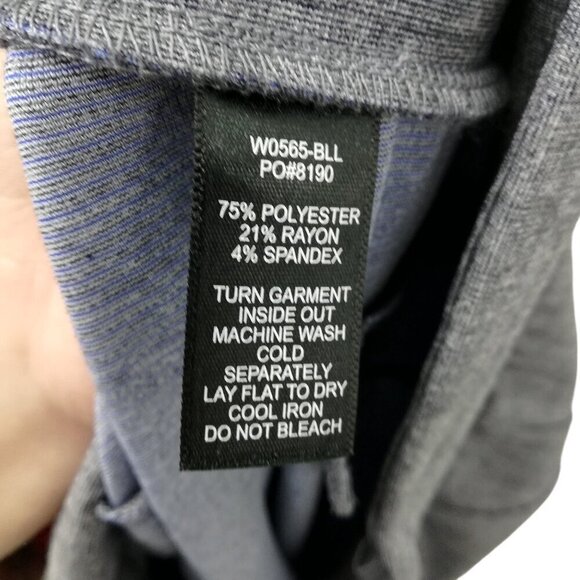 W0565-BLL
PO#8190
75% POLYESTER
21% RAYON
4% SPANDEX
TURN GARMENT
INSIDE OUT
MACHINE WASH
COLD
SEPARATELY
LAY FLAT TO DRY
COOL IRON
DO NOT BLEACH